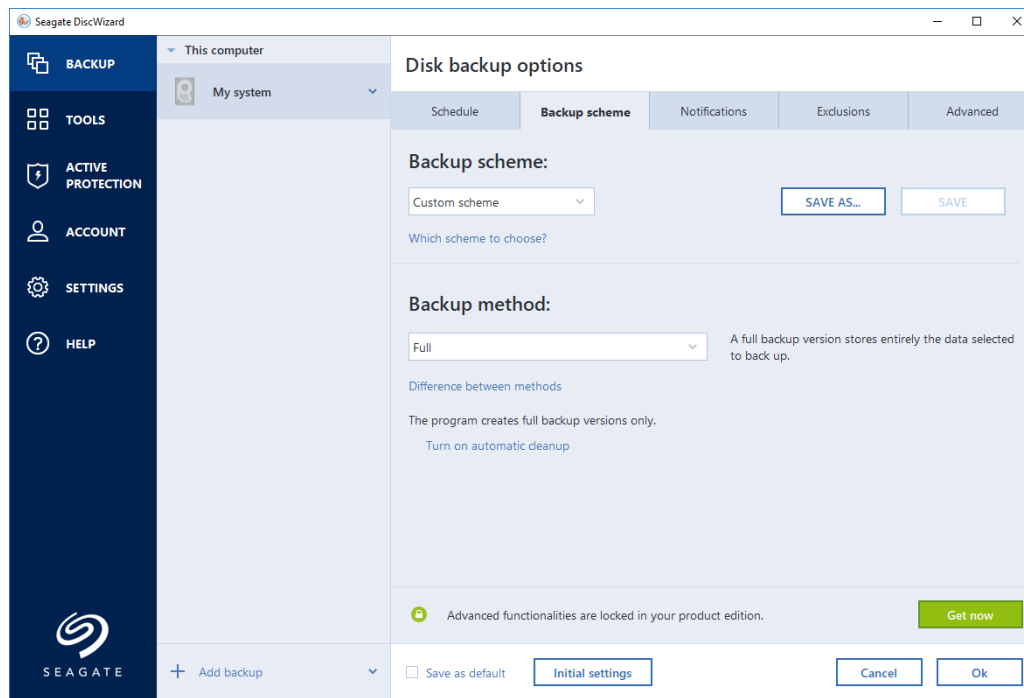 Seagate DiscWizard
BACKUP
TOOLS
ACTIVE
PROTECTION
ACCOUNT
SETTINGS
HELP
SEAGATE
This computer
My system
Add backup
Disk backup options
Schedule
Backup scheme
Notifications
Exclusions
Advanced
Backup scheme:
Custom scheme
SAVE AS...
SAVE
Which scheme to choose?
Backup method:
Full
A full backup version stores entirely the data selected
to back up.
Difference between methods
The program creates full backup versions only.
Turn on automatic cleanup
Advanced functionalities are locked in your product edition.
Get now
Save as default
Initial settings
Cancel
Ok